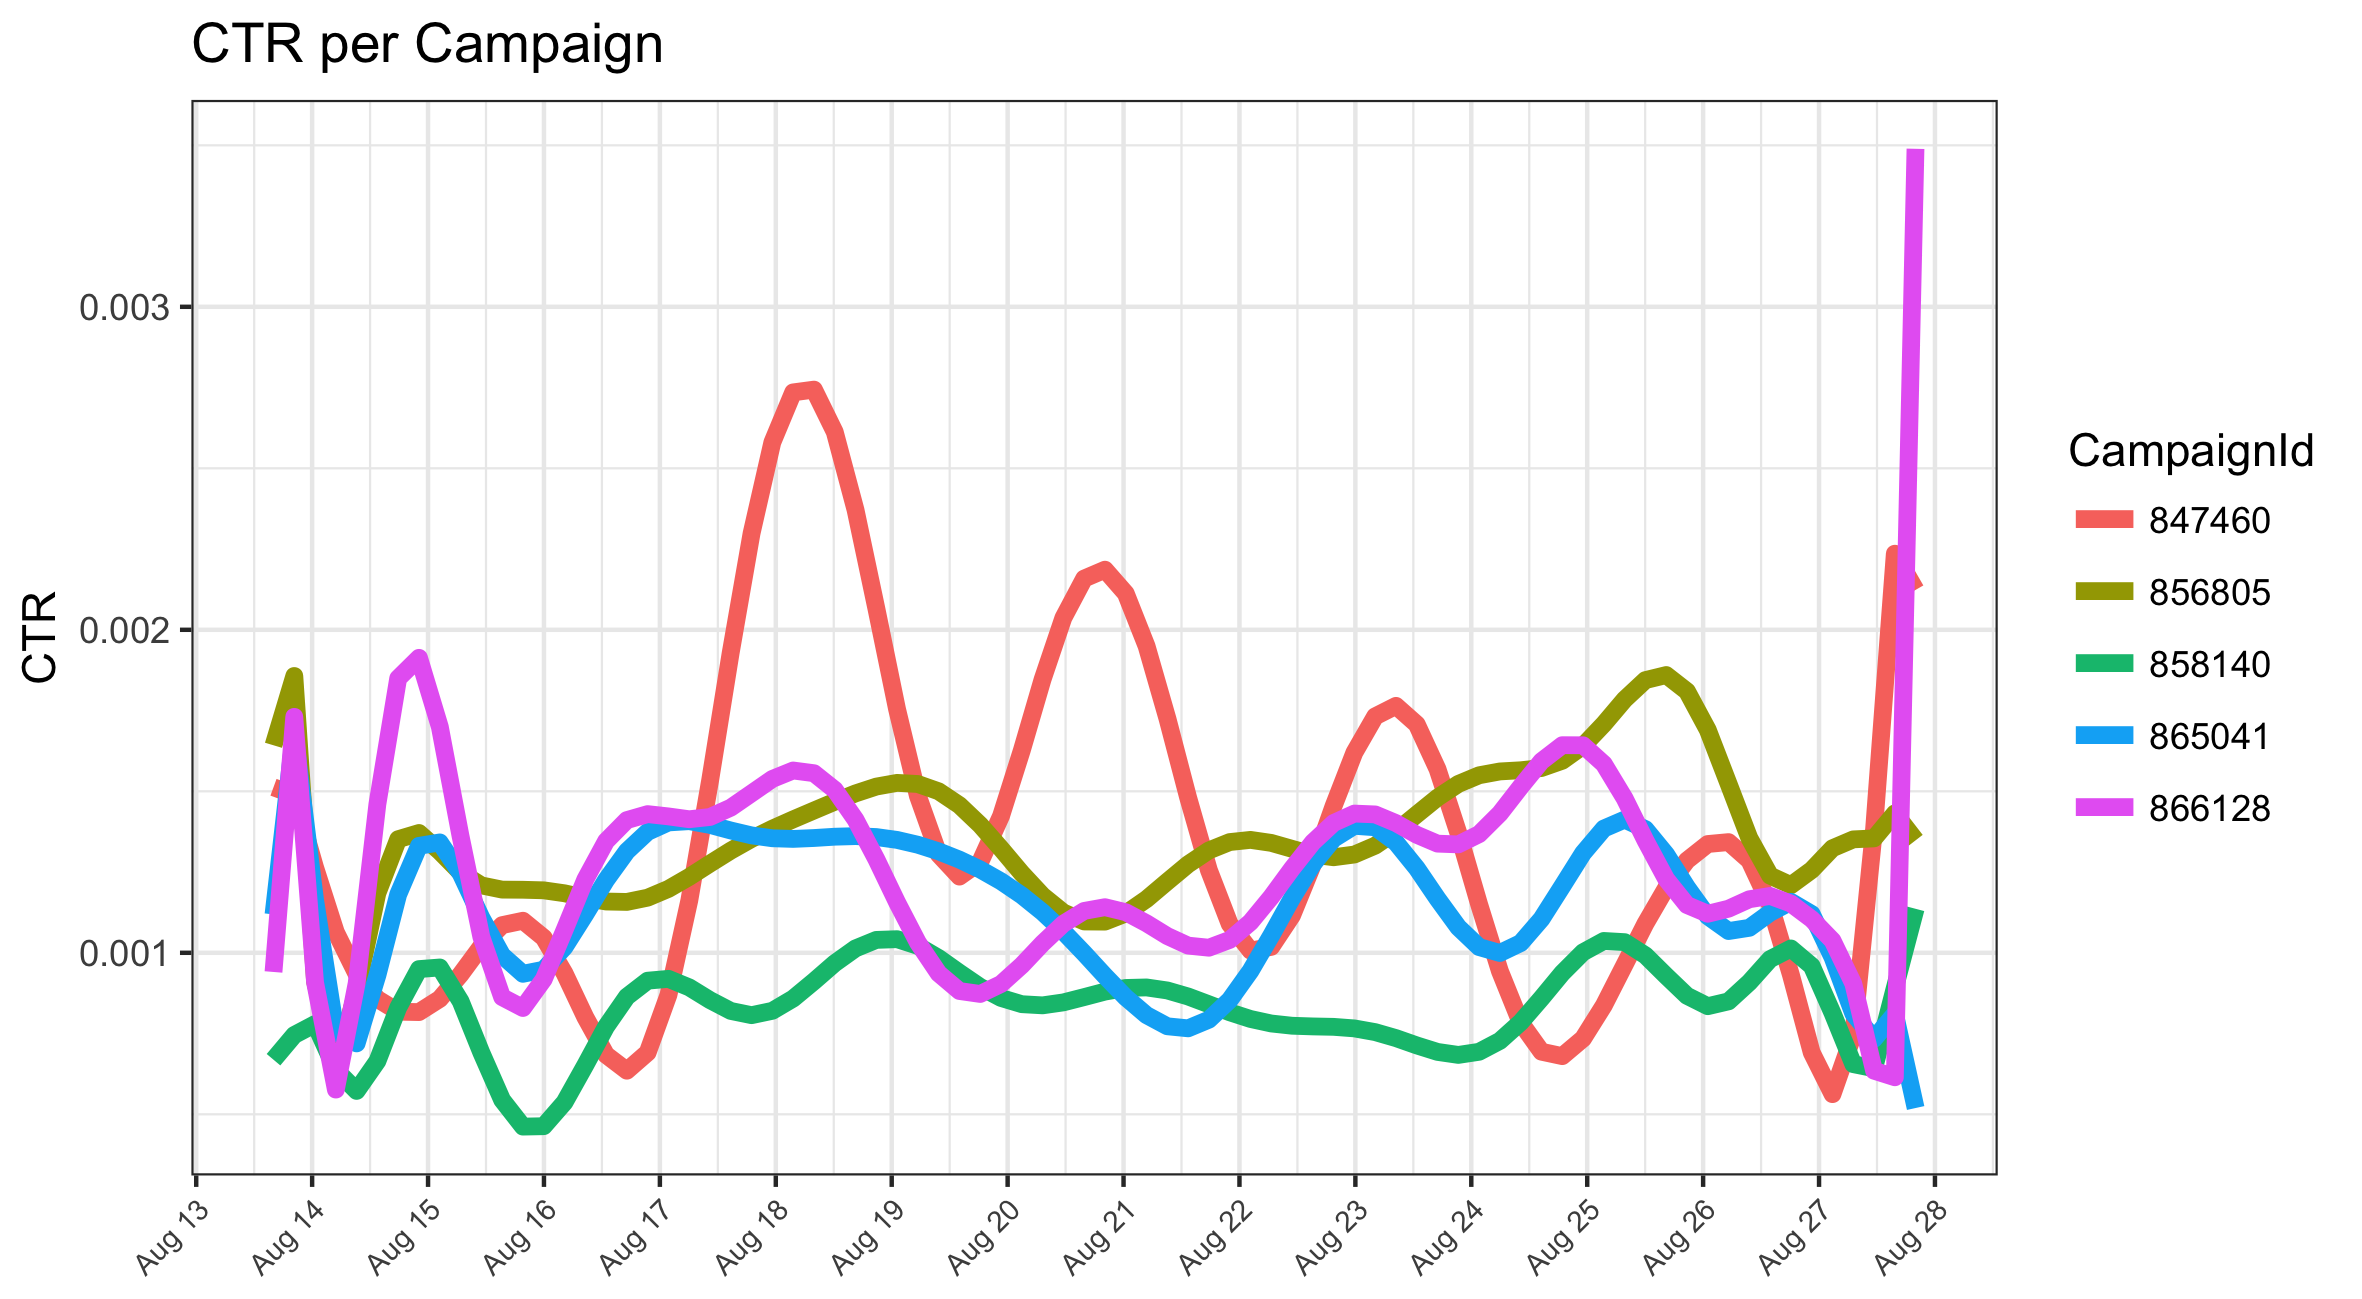 CTR per Campaign
CTR
0.003
0.002
0.001
Aug 13
Aug 14
Aug 15
Aug 16
Aug 17
Aug 18
Aug 19
Aug 20
Aug 21
Aug 22
Aug 23
Aug 24
Aug 25
Aug 26
Aug 27
Aug 28
CampaignId
847460
856805
858140
865041
866128